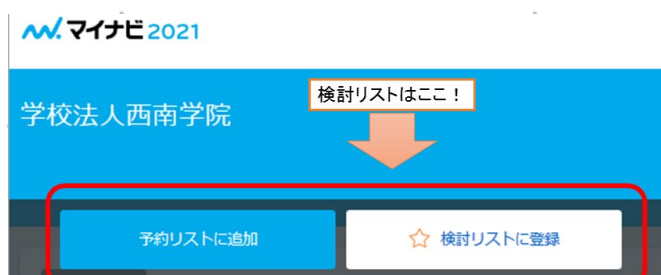 マイナビ2021
検討リストはここ！
学校法人西南学院
予約リストに追加
検討リストに登録